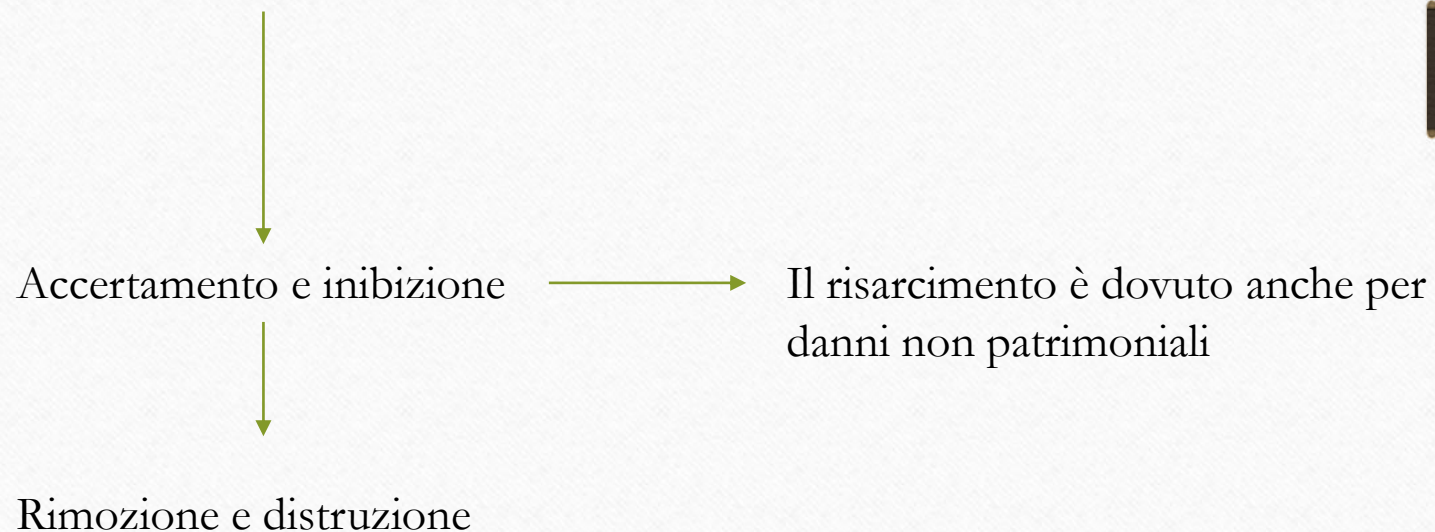 Accertamento e inibizione
Il risarcimento è dovuto anche per
danni non patrimoniali
Rimozione e distruzione